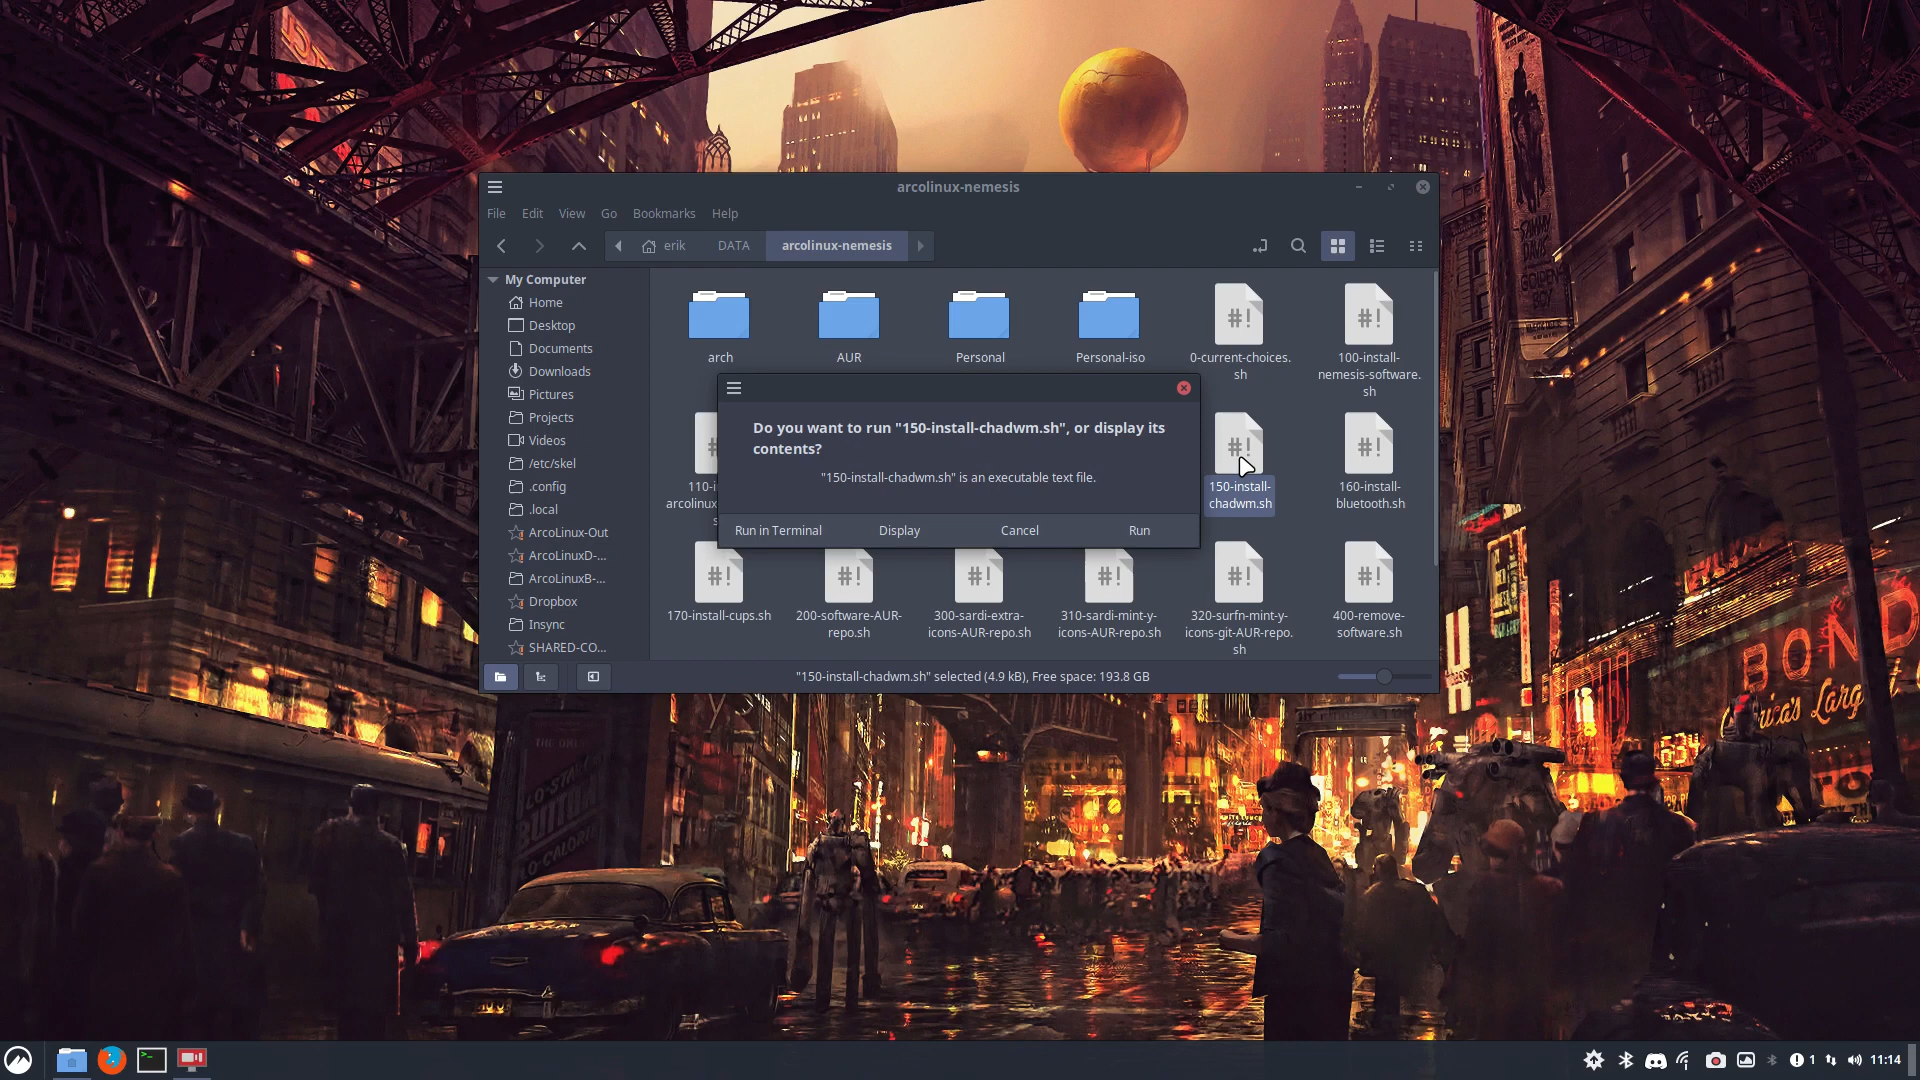 arcolinux-nemesis
File Edit View Go Bookmarks Help
erik DATA arcolinux-nemesis
My Computer
Home
Desktop
Documents
Downloads
Pictures
Projects
Videos
/etc/skel
.config
.local
ArcoLinux-Out
ArcoLinuxD-...
ArcoLinuxB-...
Dropbox
Insync
SHARED-CO...
arch
AUR
Personal
Personal-iso
0-current-choices.
sh
100-install-
nemesis-software.
sh
110-i
arcolinux
s
Do you want to run "150-install-chadwm.sh", or display its
contents?
"150-install-chadwm.sh" is an executable text file.
Run in Terminal Display Cancel Run
150-install-
chadwm.sh
160-install-
bluetooth.sh
170-install-cups.sh
200-software-AUR-
repo.sh
300-sardi-extra-
icons-AUR-repo.sh
310-sardi-mint-y-
icons-AUR-repo.sh
320-surfn-mint-y-
icons-git-AUR-repo.
sh
400-remove-
software.sh
"150-install-chadwm.sh" selected (4.9 kB), Free space: 193.8 GB
GOLDEN
BOY
BOND
1
11:14